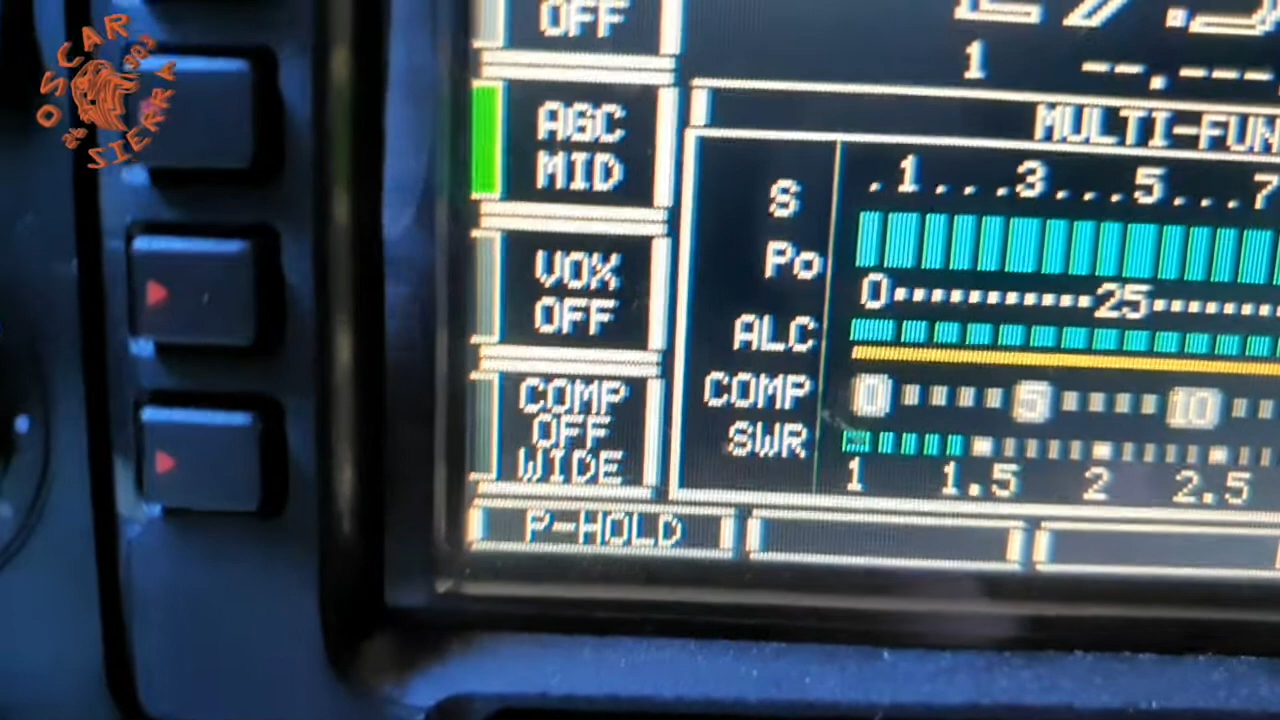 OSCAR
SIERRA
26
OFF
1 --.---
AGC
MID
MULTI-FUN
S .1...3...5...7
Po
VOX
OFF
0 25
ALC
COMP 0 5 10
COMP
OFF
WIDE
SWR
1 1.5 2 2.5
P-HOLD